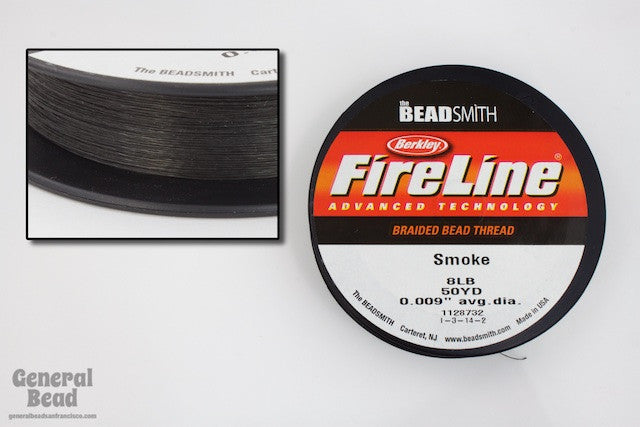 The BEADSMITH Carter
the BEADSMITH
Berkley
FireLine®
ADVANCED TECHNOLOGY
BRAIDED BEAD THREAD
Smoke
8LB
50YD
0.009" avg.dia.
1128732
1-3-14-2
The BEADSMITH Carteret, NJ www.beadsmith.com Made in USA
General
Bead
generalbeadsanfrancisco.com